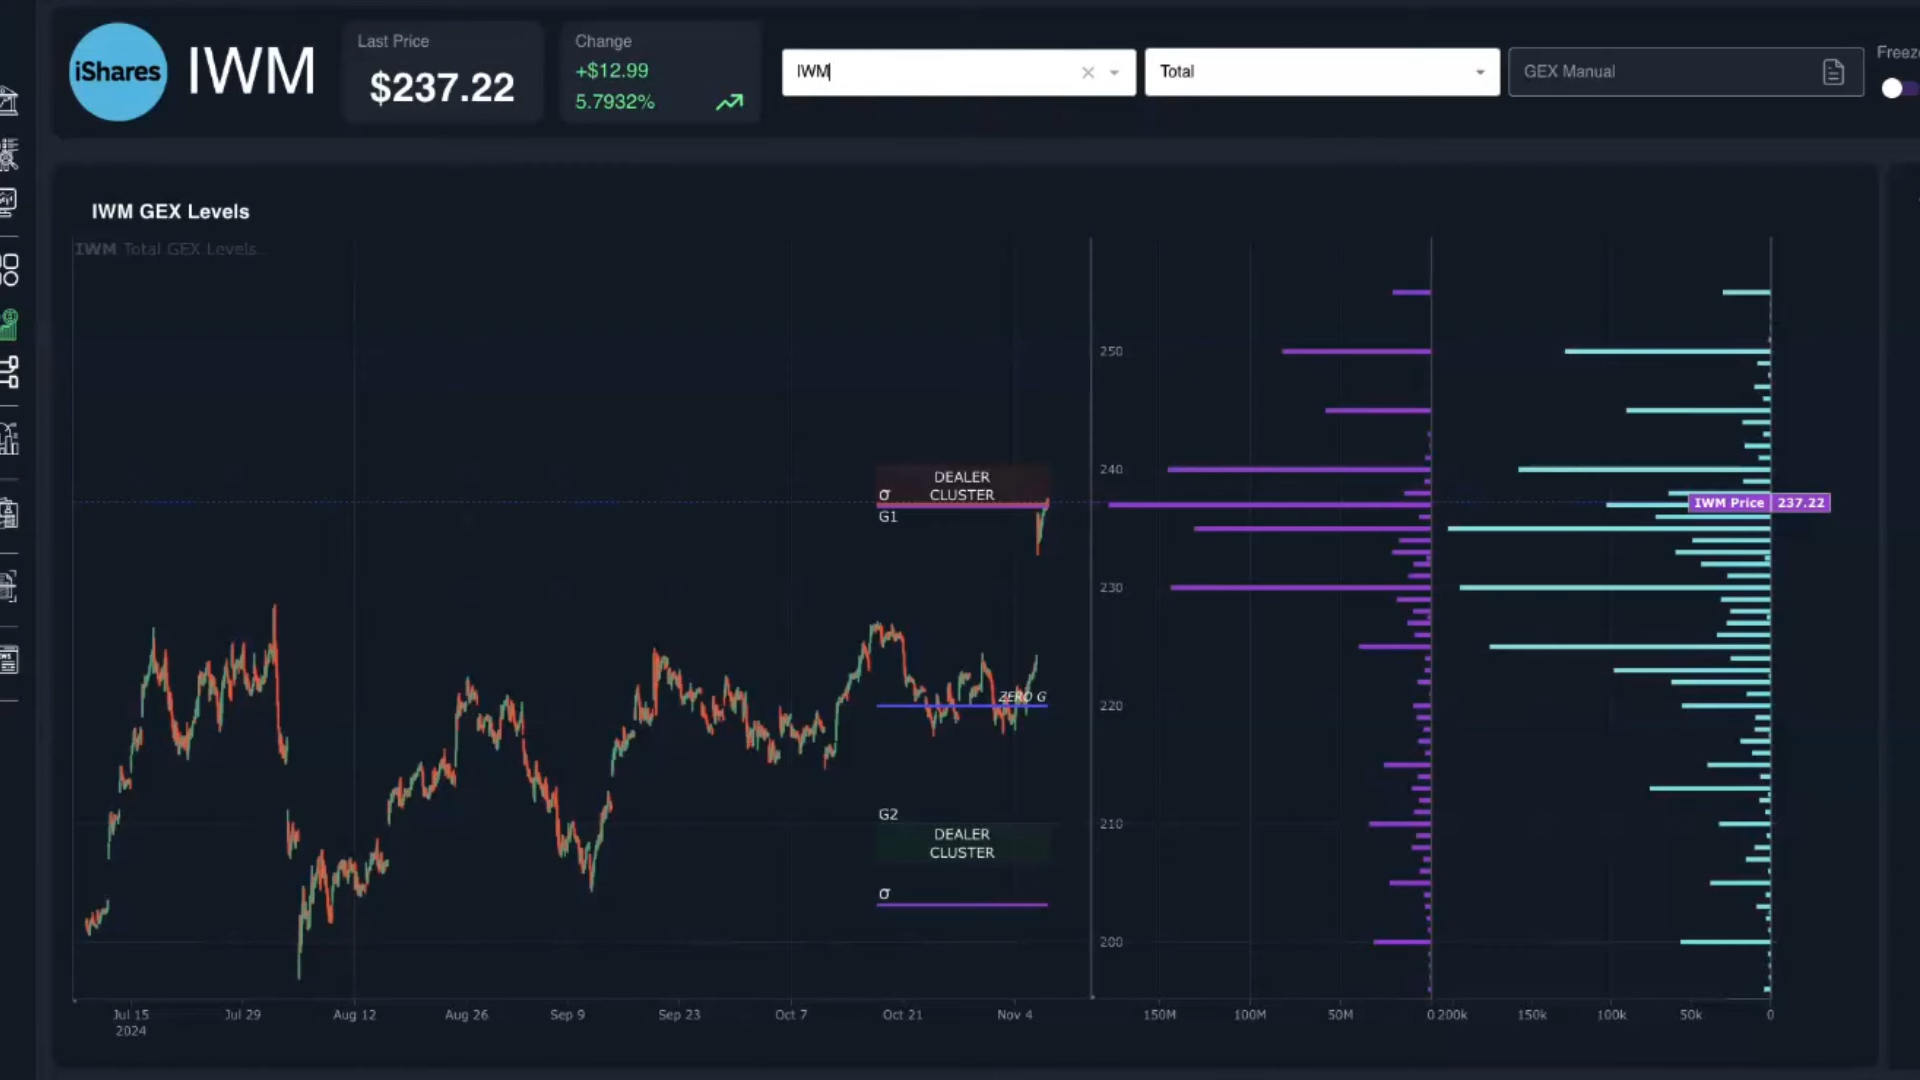 iShares
IWM
Last Price
$237.22
Change
+$12.99
5.7932%
IWM
Total
GEX Manual
Freeze
IWM GEX Levels
IWM Total GEX Levels...
DEALER
CLUSTER
σ
G1
ZERO G
G2
DEALER
CLUSTER
σ
250
240
230
220
210
200
IWM Price 237.22
Jul 15
2024
Jul 29
Aug 12
Aug 26
Sep 9
Sep 23
Oct 7
Oct 21
Nov 4
150M
100M
50M
0
200k
150k
100k
50k
0